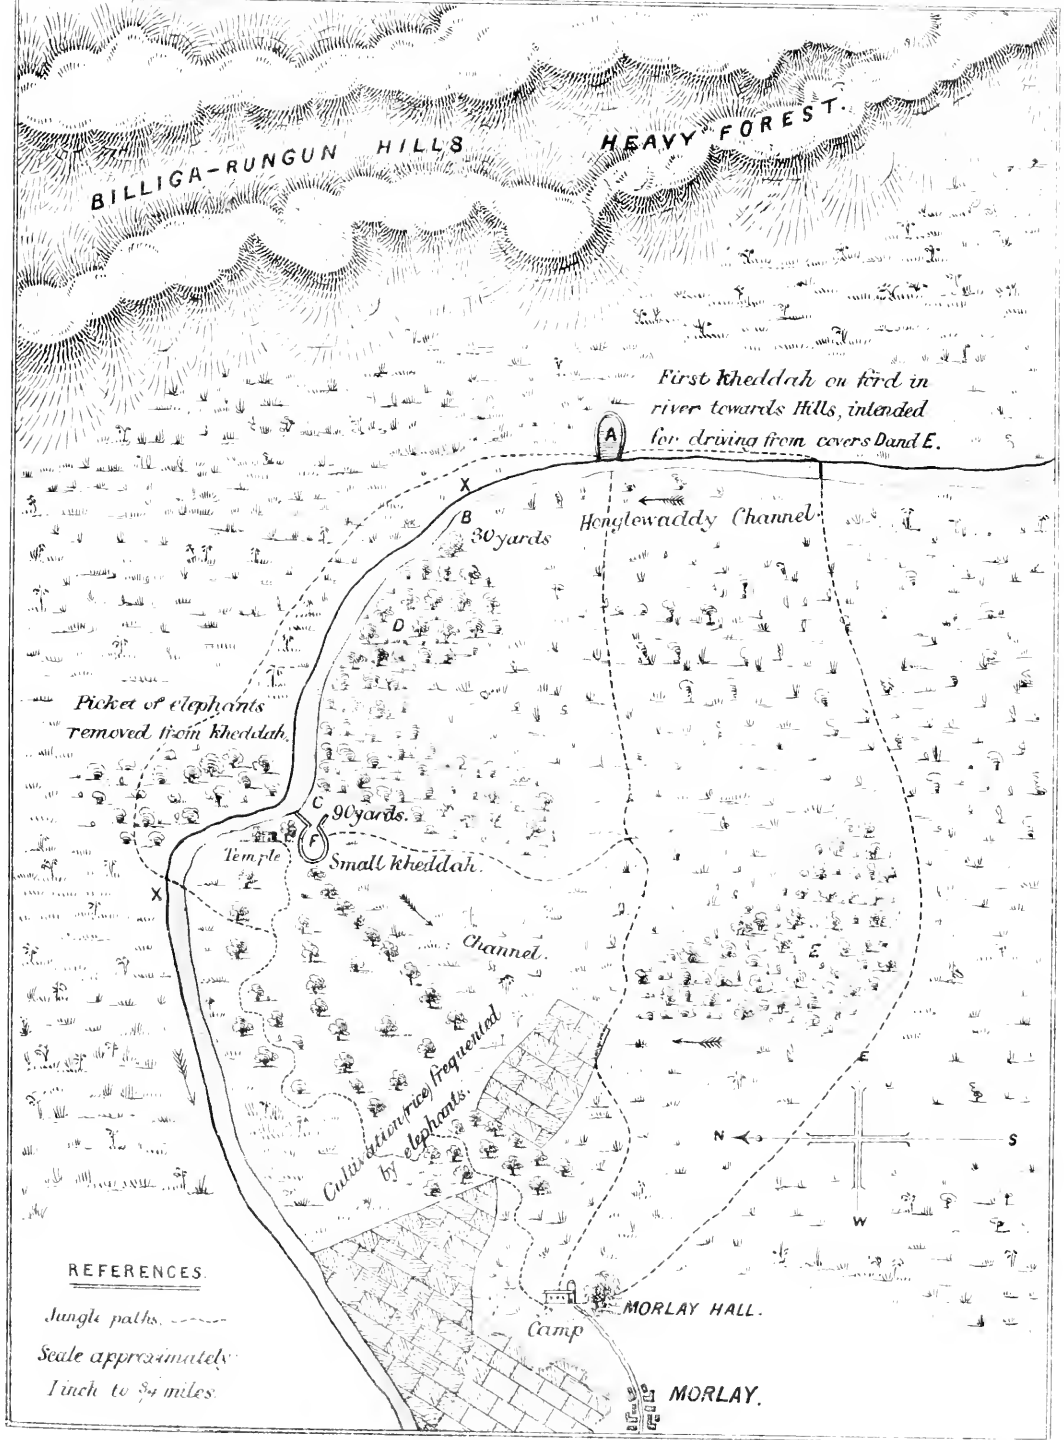 BILLIGA-RUNGUN HILLS
HEAVY FOREST.
First kheddah on ford in
river towards Hills, intended
for driving from covers D and E.
A
X
B
30 yards
Honglewaddy Channel.
D
Picket of elephants
removed from kheddah.
C
90 yards.
F
Temple
Small kheddah.
X
Channel.
E
Cultivation (rice) frequented
by elephants.
E
N
S
W
REFERENCES.
Jungle paths.
Scale approximately
1 inch to ¾ miles.
MORLAY HALL.
Camp
MORLAY.